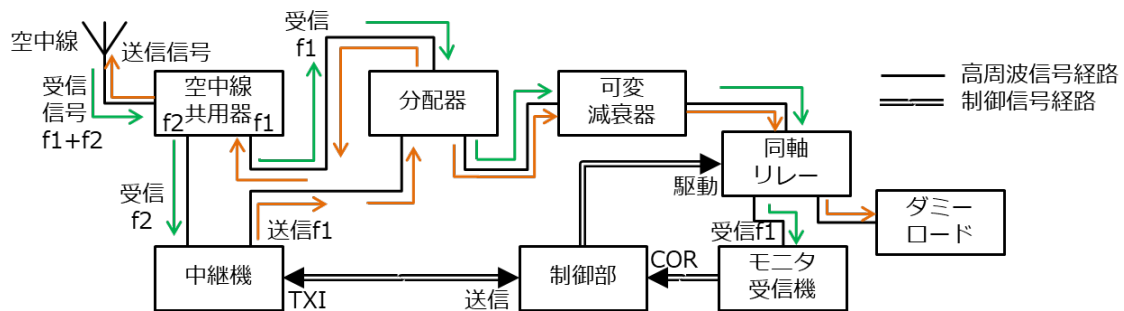 空中線
送信信号
受信
信号
f1+f2
空中線
共用器
f2
f1
受信
f1
分配器
可変
減衰器
高周波信号経路
制御信号経路
同軸
リレー
駆動
ダミー
ロード
受信
f2
送信f1
受信f1
中継機
TXI
送信
制御部
COR
モニタ
受信機